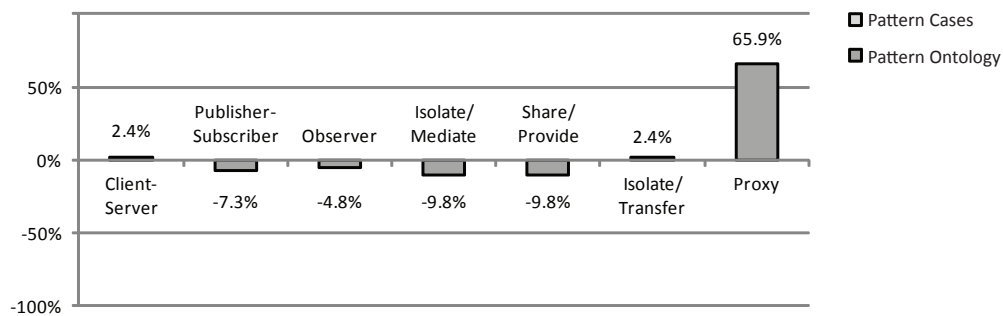 Pattern Cases
65.9%
Pattern Ontology
50%
Publisher-
Subscriber
Observer
Isolate/
Mediate
Share/
Provide
2.4%
2.4%
0%
Client-
Server
-7.3%
-4.8%
-9.8%
-9.8%
Isolate/
Transfer
Proxy
-50%
-100%